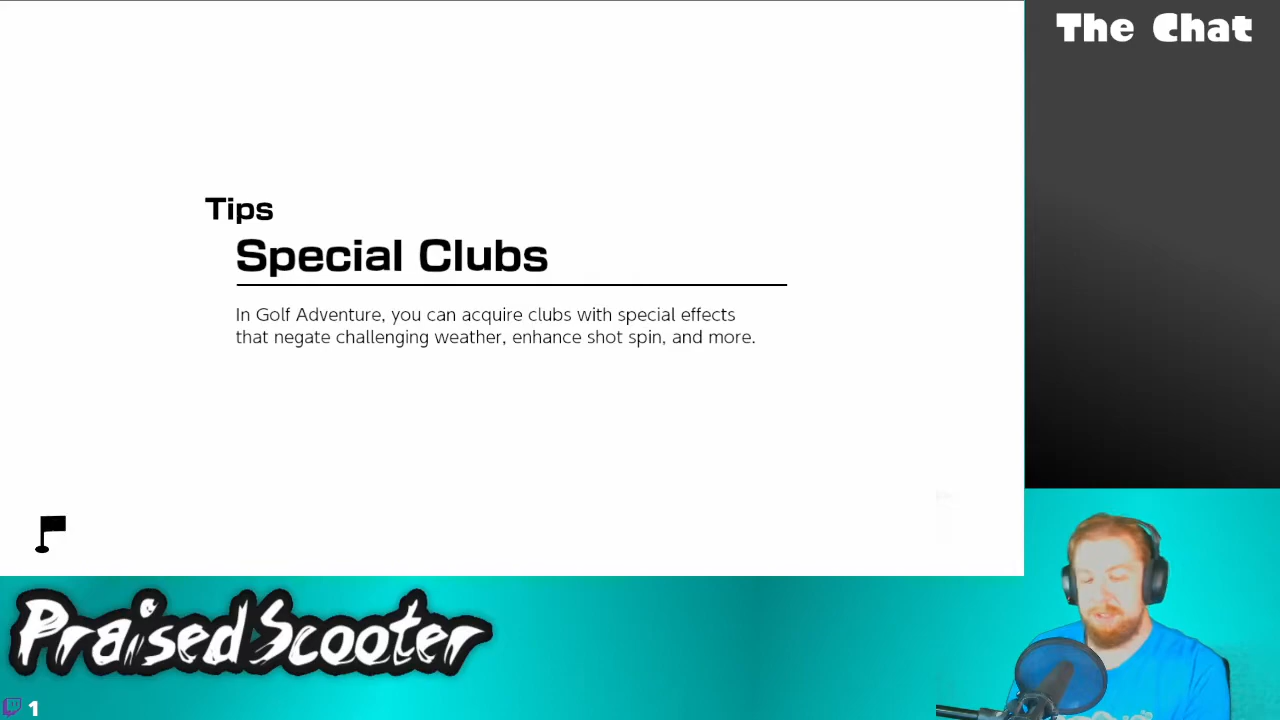 The Chat
Tips
Special Clubs
In Golf Adventure, you can acquire clubs with special effects
that negate challenging weather, enhance shot spin, and more.
PraisedScooter
1